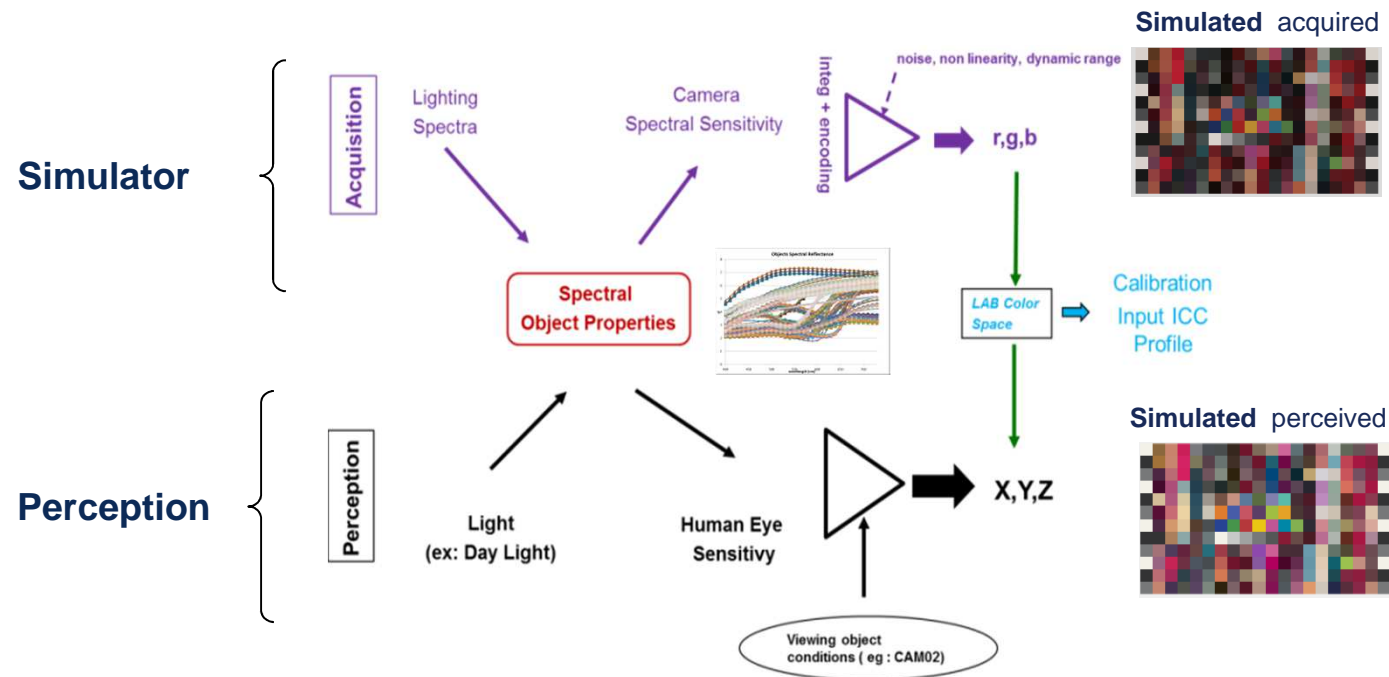 Simulated acquired
noise, non linearity, dynamic range
integ + encoding
Lighting
Spectra
Camera
Spectral Sensitivity
Acquisition
r,g,b
Simulator
Objects Spectral Reflectance
Spectral
Object Properties
LAB Color
Space
Calibration
Input ICC
Profile
Simulated perceived
Perception
Perception
Light
(ex: Day Light)
Human Eye
Sensitivy
X,Y,Z
Viewing object
conditions ( eg : CAM02)